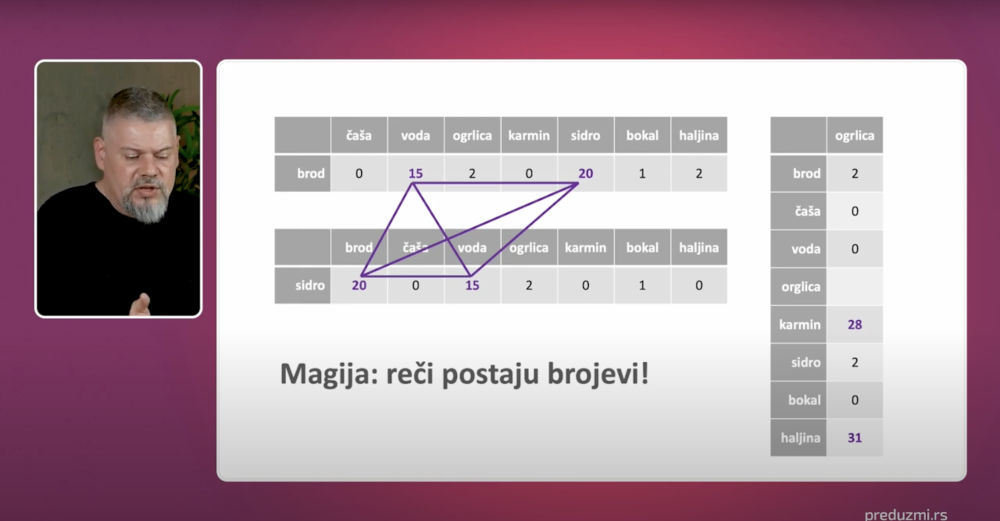 čaša voda ogrlica karmin sidro bokal haljina
brod 0 15 2 0 20 1 2
brod čaša voda ogrlica karmin bokal haljina
sidro 20 0 15 2 0 1 0
Magija: reči postaju brojevi!
ogrlica
brod 2
čaša 0
voda 0
orglica
karmin 28
sidro 2
bokal 0
haljina 31
preduzmi.rs